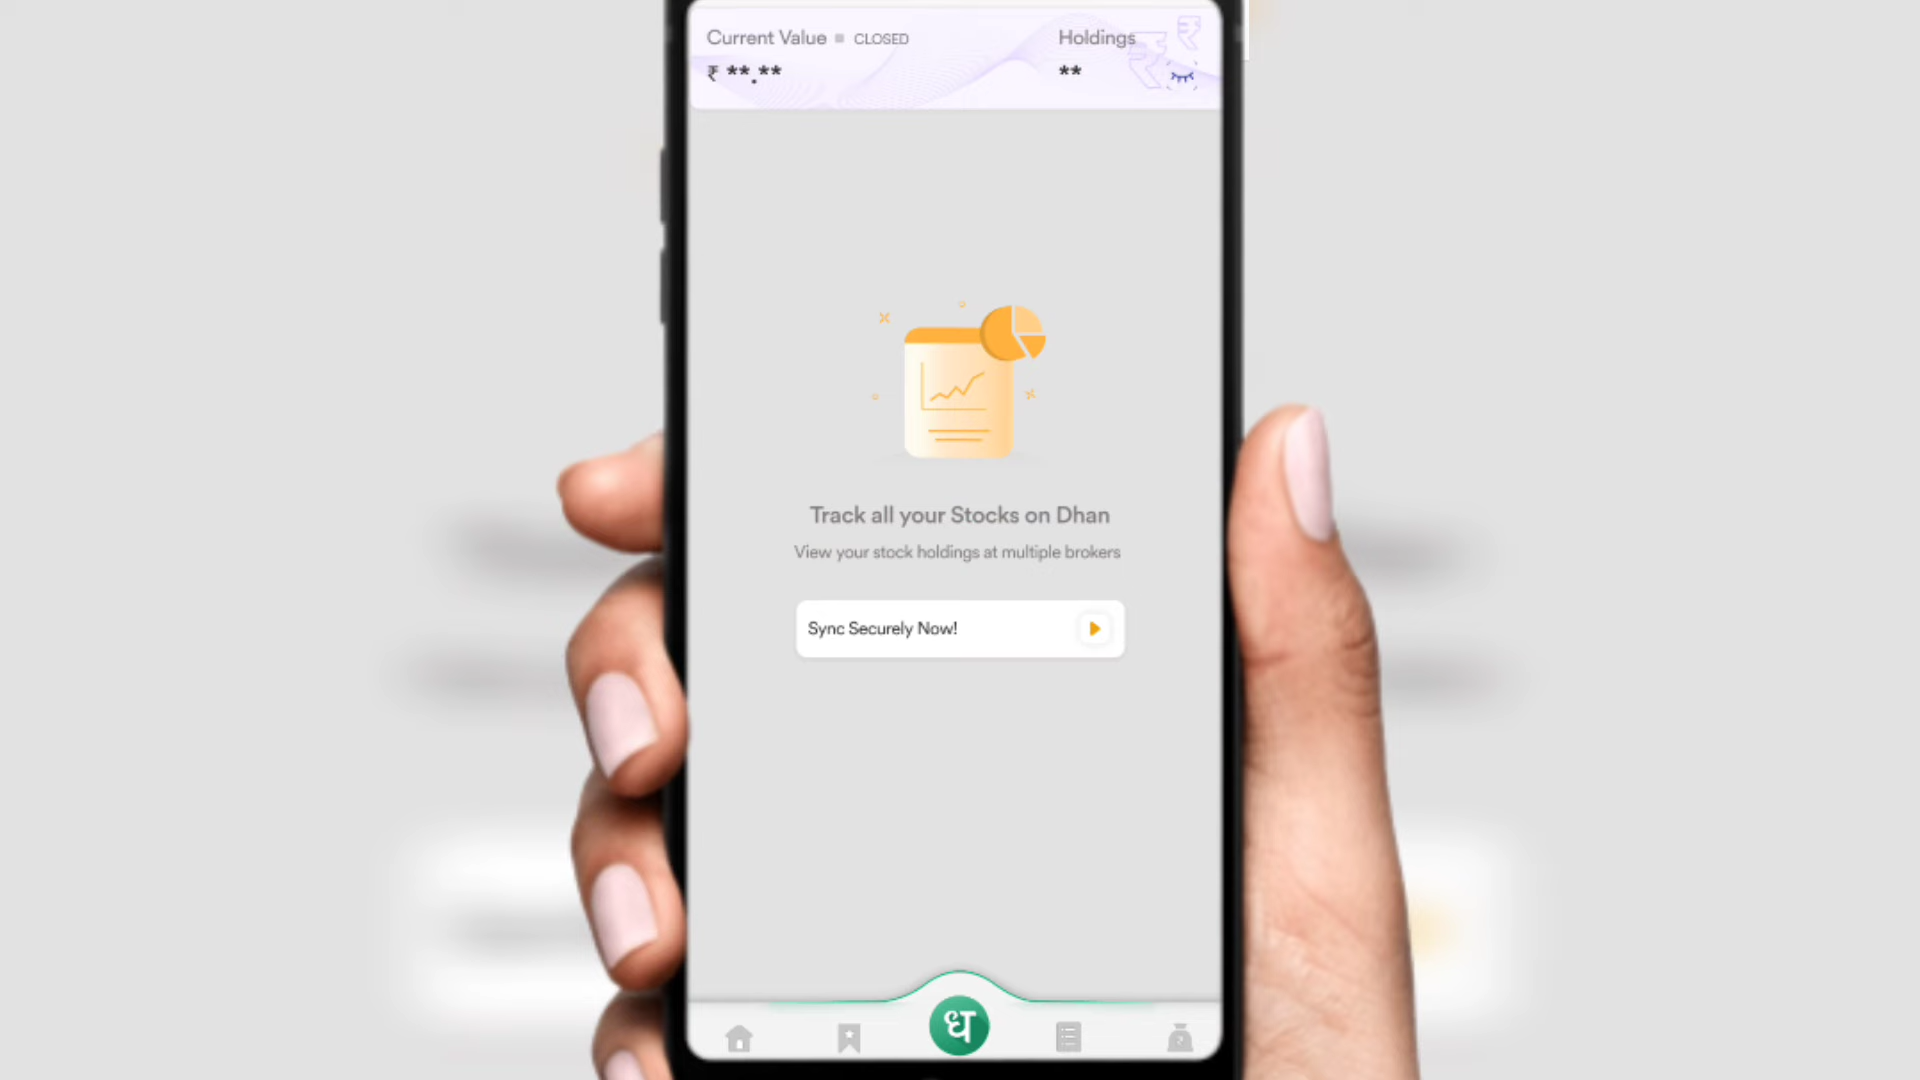 Current Value CLOSED
Holdings
₹ **.**
**
Track all your Stocks on Dhan
View your stock holdings at multiple brokers
Sync Securely Now!
ध